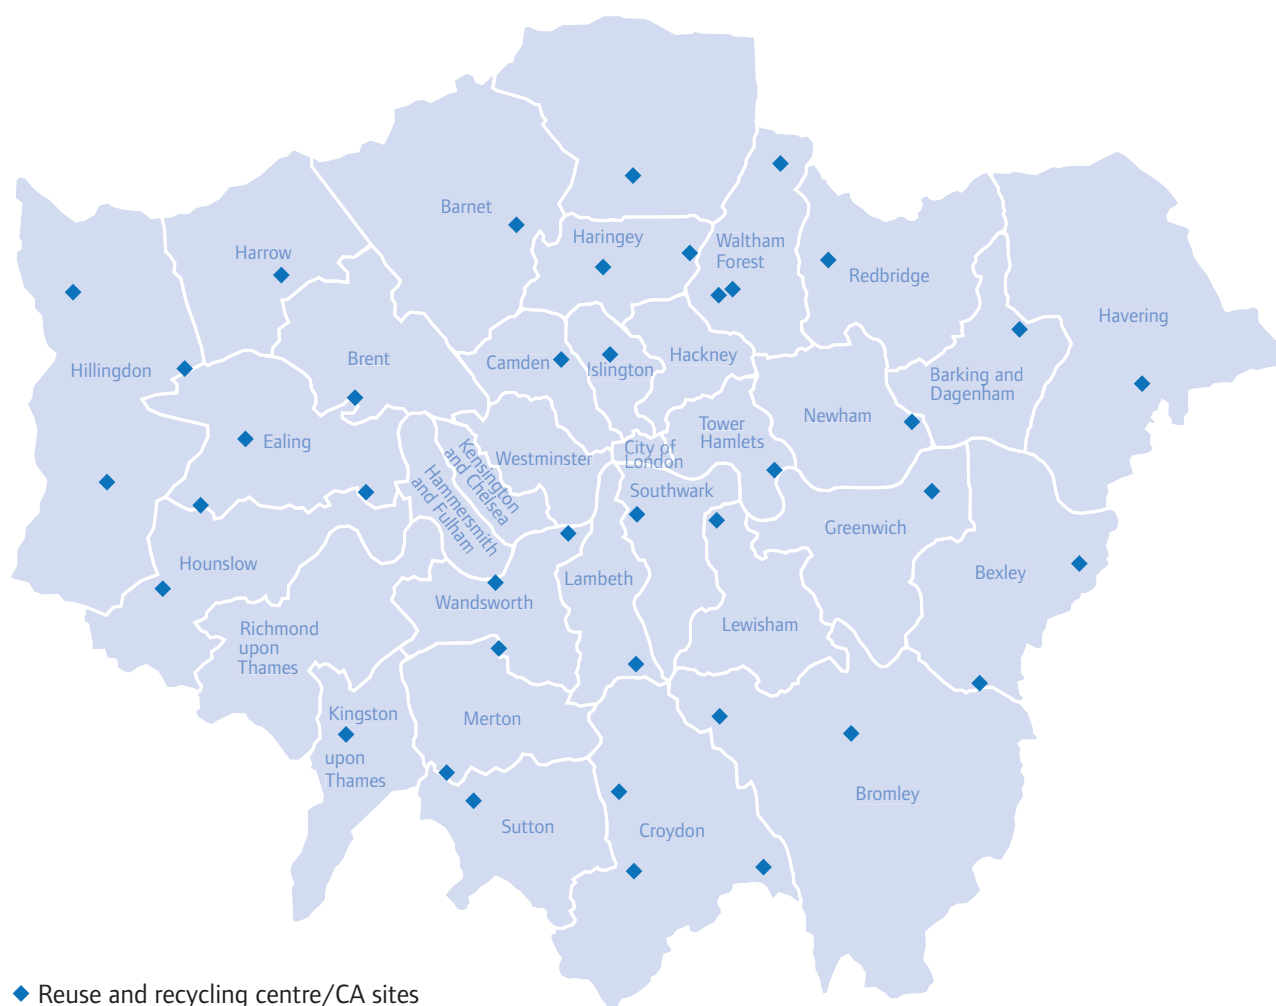 Barnet
Haringey
Waltham
Forest
Harrow
Redbridge
Havering
Hillingdon
Brent
Camden
Islington
Hackney
Barking and
Dagenham
Ealing
Newham
Tower
Hamlets
Westminster
City of
London
Kensington
and Chelsea
Hammersmith
and Fulham
Southwark
Greenwich
Hounslow
Lambeth
Bexley
Wandsworth
Lewisham
Richmond
upon
Thames
Kingston
upon
Thames
Merton
Bromley
Sutton
Croydon
Reuse and recycling centre/CA sites